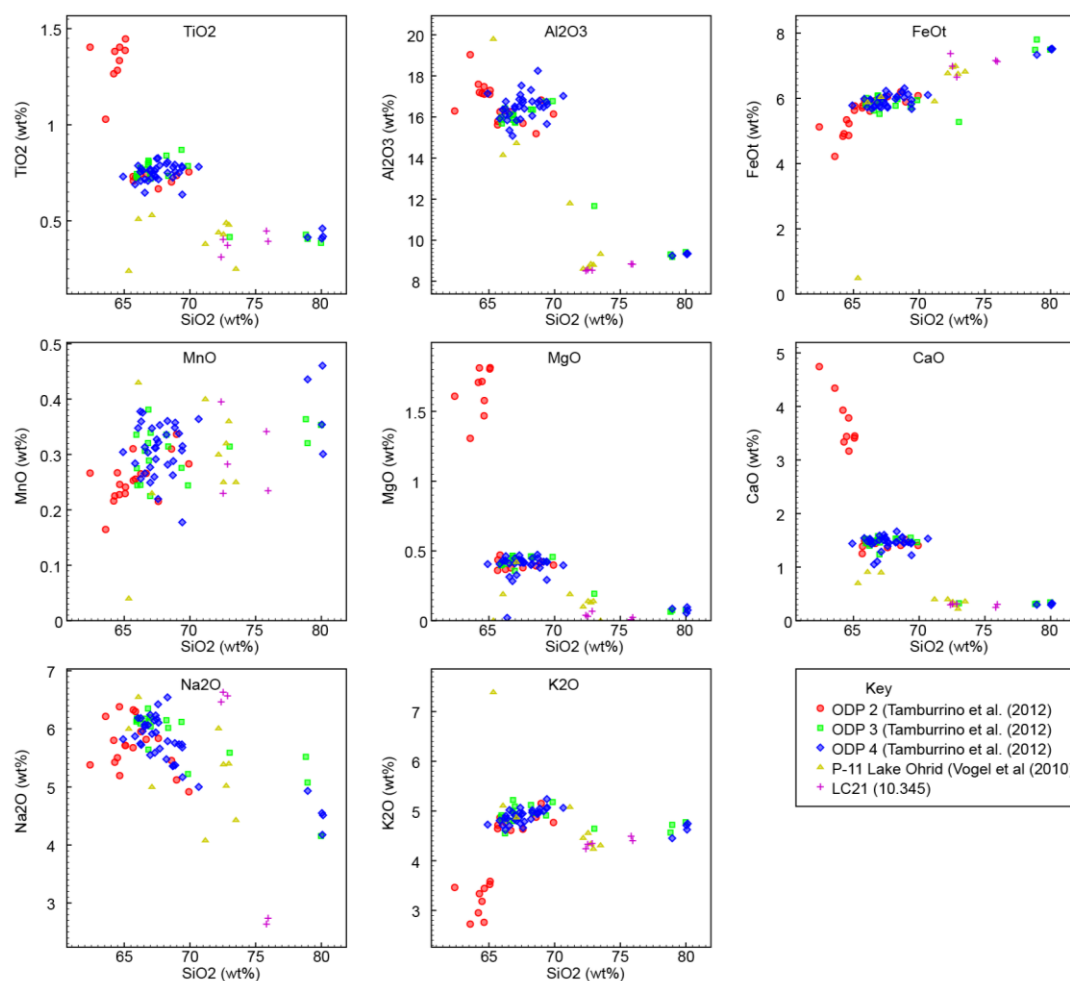 TiO2
1.5
1
0.5
TiO2 (wt%)
65 70 75 80
SiO2 (wt%)
Al2O3
20
18
16
14
12
10
8
Al2O3 (wt%)
65 70 75 80
SiO2 (wt%)
FeOt
8
6
4
2
0
FeOt (wt%)
65 70 75 80
SiO2 (wt%)
MnO
0.5
0.4
0.3
0.2
0.1
0
MnO (wt%)
65 70 75 80
SiO2 (wt%)
MgO
1.5
1
0.5
0
MgO (wt%)
65 70 75 80
SiO2 (wt%)
CaO
5
4
3
2
1
0
CaO (wt%)
65 70 75 80
SiO2 (wt%)
Na2O
7
6
5
4
3
Na2O (wt%)
65 70 75 80
SiO2 (wt%)
K2O
7
6
5
4
3
K2O (wt%)
65 70 75 80
SiO2 (wt%)
Key
ODP 2 (Tamburrino et al. (2012)
ODP 3 (Tamburrino et al. (2012)
ODP 4 (Tamburrino et al. (2012)
P-11 Lake Ohrid (Vogel et al (2010)
LC21 (10.345)